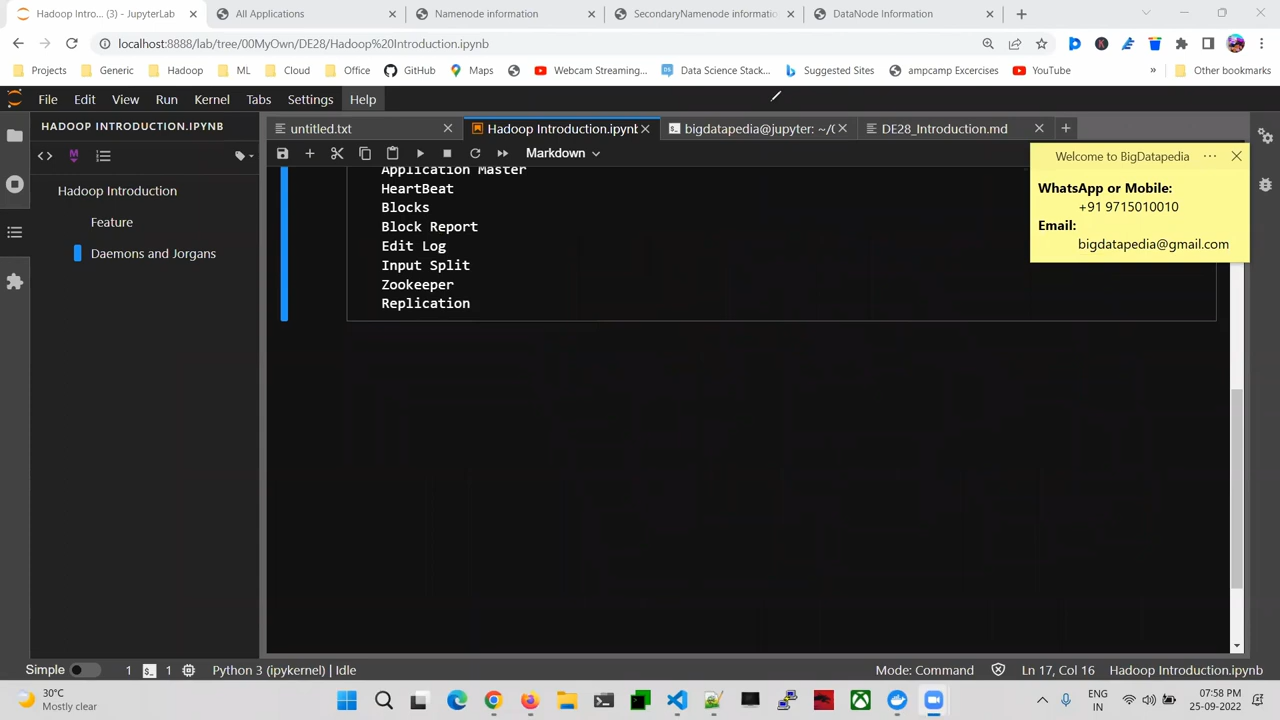 Hadoop Intro... (3) - JupyterLab
All Applications
Namenode information
SecondaryNamenode informatio
DataNode Information
localhost:8888/lab/tree/00MyOwn/DE28/Hadoop%20Introduction.ipynb
Projects
Generic
Hadoop
ML
Cloud
Office
GitHub
Maps
Webcam Streaming...
Data Science Stack...
Suggested Sites
ampcamp Excercises
YouTube
»
Other bookmarks
File
Edit
View
Run
Kernel
Tabs
Settings
Help
HADOOP INTRODUCTION.IPYNB
untitled.txt
Hadoop Introduction.ipynt
bigdatapedia@jupyter: ~/(
DE28_Introduction.md
Markdown
Hadoop Introduction
Feature
Daemons and Jorgans
Application Master
HeartBeat
Blocks
Block Report
Edit Log
Input Split
Zookeeper
Replication
Welcome to BigDatapedia
WhatsApp or Mobile:
+91 9715010010
Email:
bigdatapedia@gmail.com
Simple
1
1
Python 3 (ipykernel) | Idle
Mode: Command
Ln 17, Col 16
Hadoop Introduction.ipynb
30°C
Mostly clear
ENG
IN
07:58 PM
25-09-2022